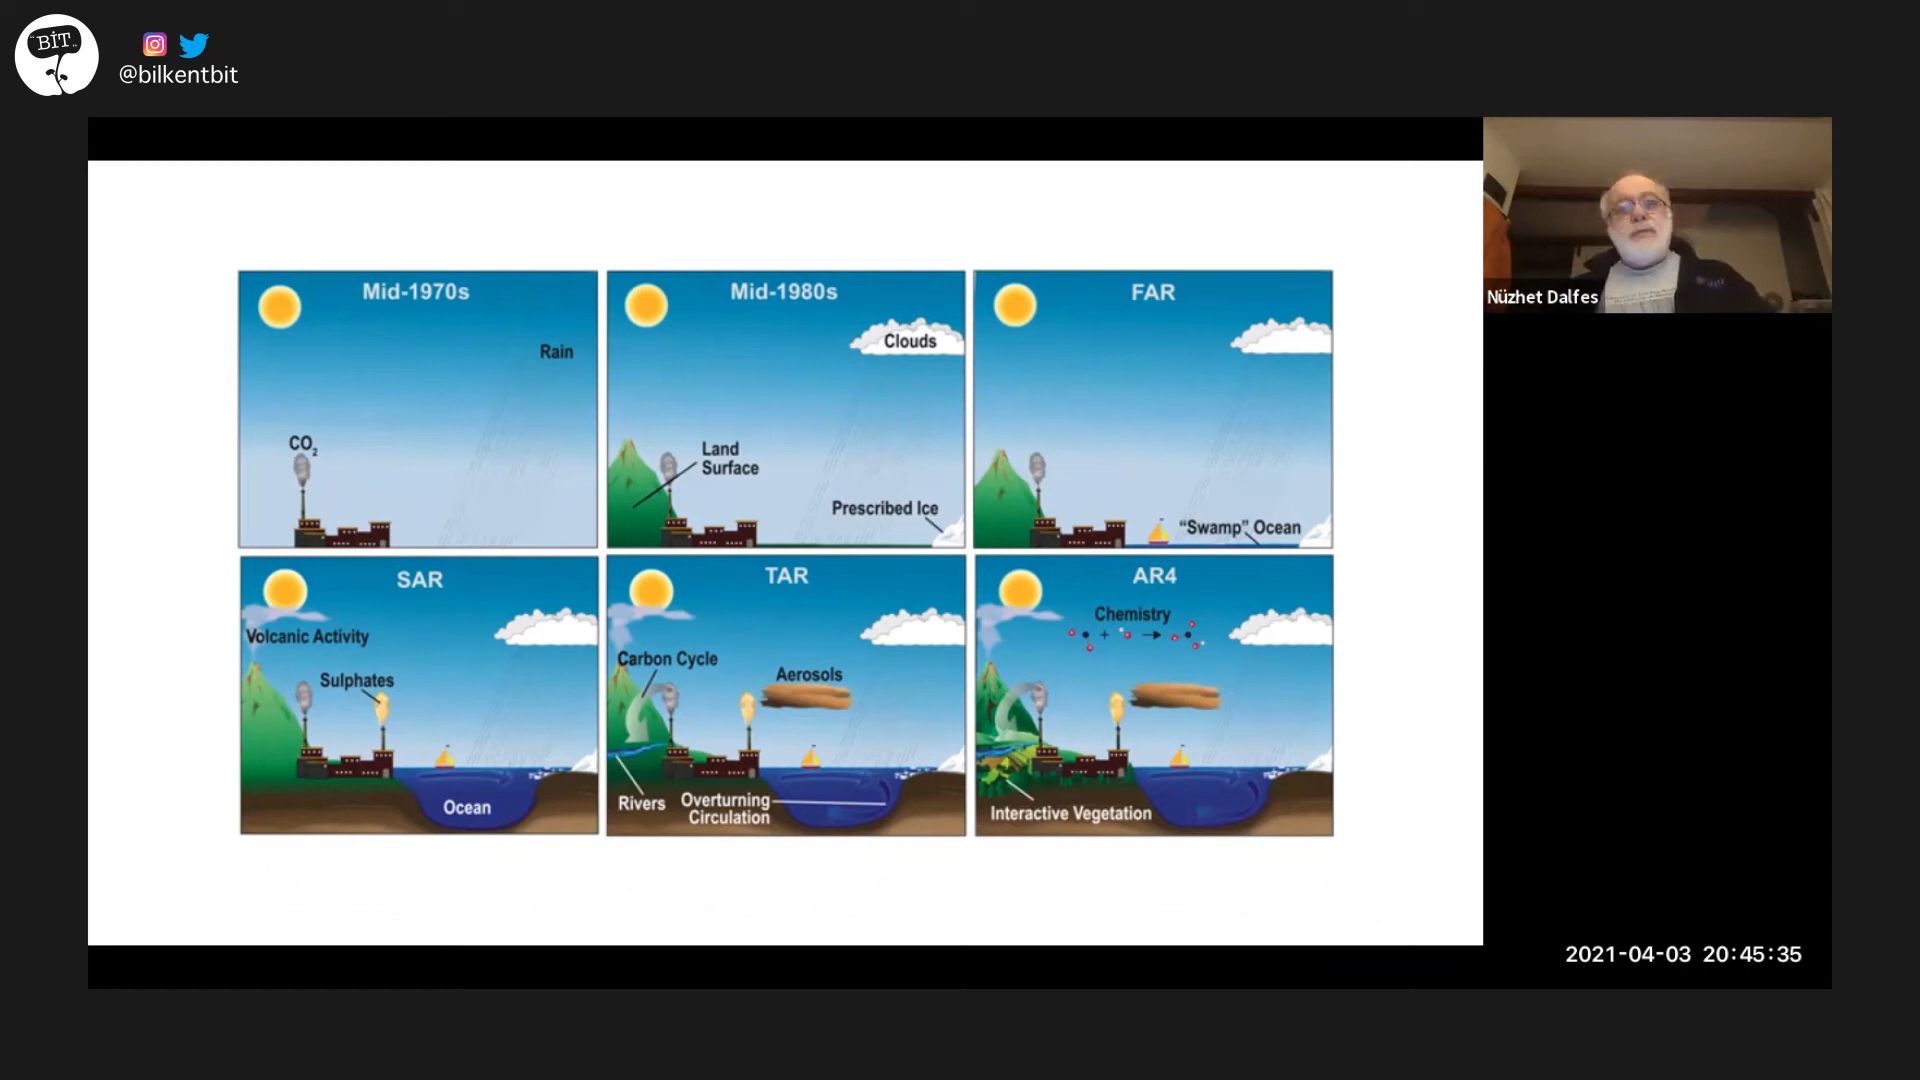 BİT
@bilkentbit
Mid-1970s
Rain
CO2
Mid-1980s
Clouds
Land
Surface
Prescribed Ice
FAR
"Swamp" Ocean
SAR
Volcanic Activity
Sulphates
Ocean
TAR
Carbon Cycle
Aerosols
Rivers
Overturning
Circulation
AR4
Chemistry
+ →
Interactive Vegetation
Nüzhet Dalfes
2021-04-03 20:45:35